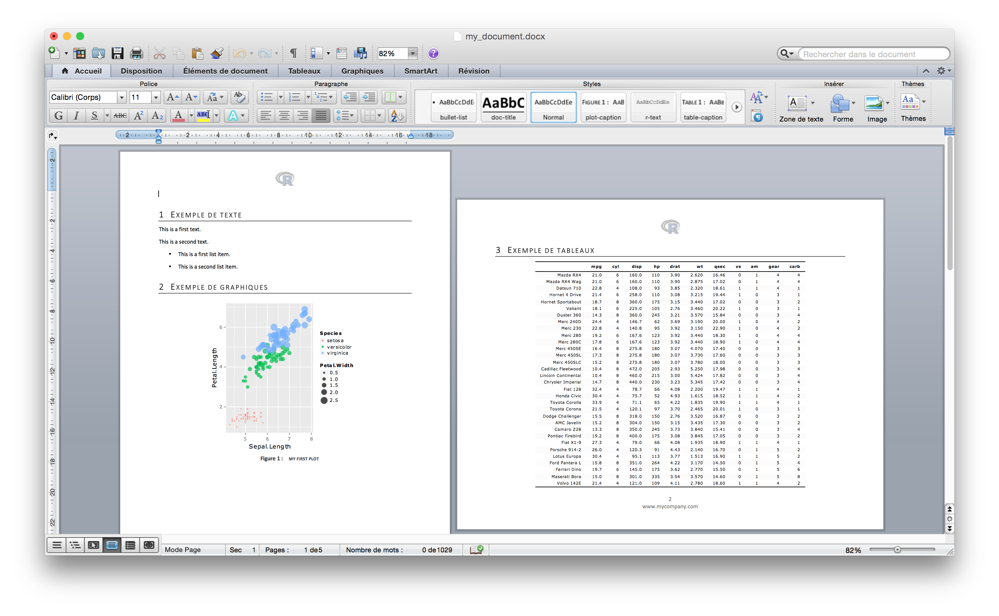 my_document.docx
82%
Rechercher dans le document
Accueil Disposition Éléments de document Tableaux Graphiques SmartArt Révision
Police Paragraphe Styles Insérer Thèmes
Calibri (Corps) 11
AaBbCcDdE AaBbC AaBbCcDdEe FIGURE 1 : AAB AaBbCcDdEe TABLE 1 : AABB
bullet-list doc-title Normal plot-caption r-text table-caption
Zone de texte Forme Image Thèmes
G I S ABC A2 A2 A ABC A
2 2 4 6 8 10 12 14 16 18
2 2 4 6 8 10 12 14 16 18 20 22
R
1 EXEMPLE DE TEXTE
This is a first text.
This is a second text.
• This is a first list item.
• This is a second list item.
2 EXEMPLE DE GRAPHIQUES
6
4
2
Petal.Length
5 6 7 8
Sepal.Length
Species
setosa
versicolor
virginica
Petal.Width
0.5
1.0
1.5
2.0
2.5
Figure 1 : MY FIRST PLOT
R
3 EXEMPLE DE TABLEAUX
mpg cyl disp hp drat wt qsec vs am gear carb
Mazda RX4 21.0 6 160.0 110 3.90 2.620 16.46 0 1 4 4
Mazda RX4 Wag 21.0 6 160.0 110 3.90 2.875 17.02 0 1 4 4
Datsun 710 22.8 4 108.0 93 3.85 2.320 18.61 1 1 4 1
Hornet 4 Drive 21.4 6 258.0 110 3.08 3.215 19.44 1 0 3 1
Hornet Sportabout 18.7 8 360.0 175 3.15 3.440 17.02 0 0 3 2
Valiant 18.1 6 225.0 105 2.76 3.460 20.22 1 0 3 1
Duster 360 14.3 8 360.0 245 3.21 3.570 15.84 0 0 3 4
Merc 240D 24.4 4 146.7 62 3.69 3.190 20.00 1 0 4 2
Merc 230 22.8 4 140.8 95 3.92 3.150 22.90 1 0 4 2
Merc 280 19.2 6 167.6 123 3.92 3.440 18.30 1 0 4 4
Merc 280C 17.8 6 167.6 123 3.92 3.440 18.90 1 0 4 4
Merc 450SE 16.4 8 275.8 180 3.07 4.070 17.40 0 0 3 3
Merc 450SL 17.3 8 275.8 180 3.07 3.730 17.60 0 0 3 3
Merc 450SLC 15.2 8 275.8 180 3.07 3.780 18.00 0 0 3 3
Cadillac Fleetwood 10.4 8 472.0 205 2.93 5.250 17.98 0 0 3 4
Lincoln Continental 10.4 8 460.0 215 3.00 5.424 17.82 0 0 3 4
Chrysler Imperial 14.7 8 440.0 230 3.23 5.345 17.42 0 0 3 4
Fiat 128 32.4 4 78.7 66 4.08 2.200 19.47 1 1 4 1
Honda Civic 30.4 4 75.7 52 4.93 1.615 18.52 1 1 4 2
Toyota Corolla 33.9 4 71.1 65 4.22 1.835 19.90 1 1 4 1
Toyota Corona 21.5 4 120.1 97 3.70 2.465 20.01 1 0 3 1
Dodge Challenger 15.5 8 318.0 150 2.76 3.520 16.87 0 0 3 2
AMC Javelin 15.2 8 304.0 150 3.15 3.435 17.30 0 0 3 2
Camaro Z28 13.3 8 350.0 245 3.73 3.840 15.41 0 0 3 4
Pontiac Firebird 19.2 8 400.0 175 3.08 3.845 17.05 0 0 3 2
Fiat X1-9 27.3 4 79.0 66 4.08 1.935 18.90 1 1 4 1
Porsche 914-2 26.0 4 120.3 91 4.43 2.140 16.70 0 1 5 2
Lotus Europa 30.4 4 95.1 113 3.77 1.513 16.90 1 1 5 2
Ford Pantera L 15.8 8 351.0 264 4.22 3.170 14.50 0 1 5 4
Ferrari Dino 19.7 6 145.0 175 3.62 2.770 15.50 0 1 5 6
Maserati Bora 15.0 8 301.0 335 3.54 3.570 14.60 0 1 5 8
Volvo 142E 21.4 4 121.0 109 4.11 2.780 18.60 1 1 4 2
2
www.mycompany.com
Mode Page Sec 1 Pages : 1 de5 Nombre de mots : 0 de1029 82%